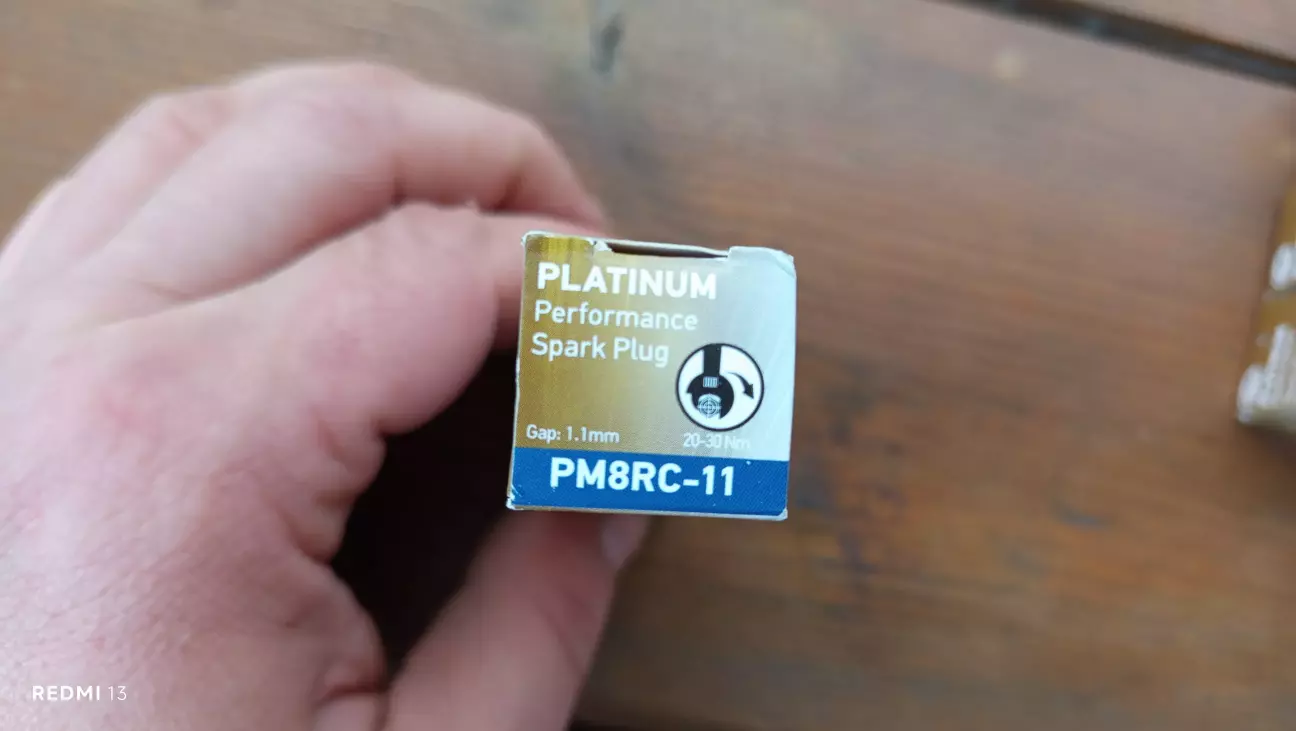 PLATINUM
Performance
Spark Plug
Gap: 1.1mm
20-30 Nm
PM8RC-11
REDMI 13